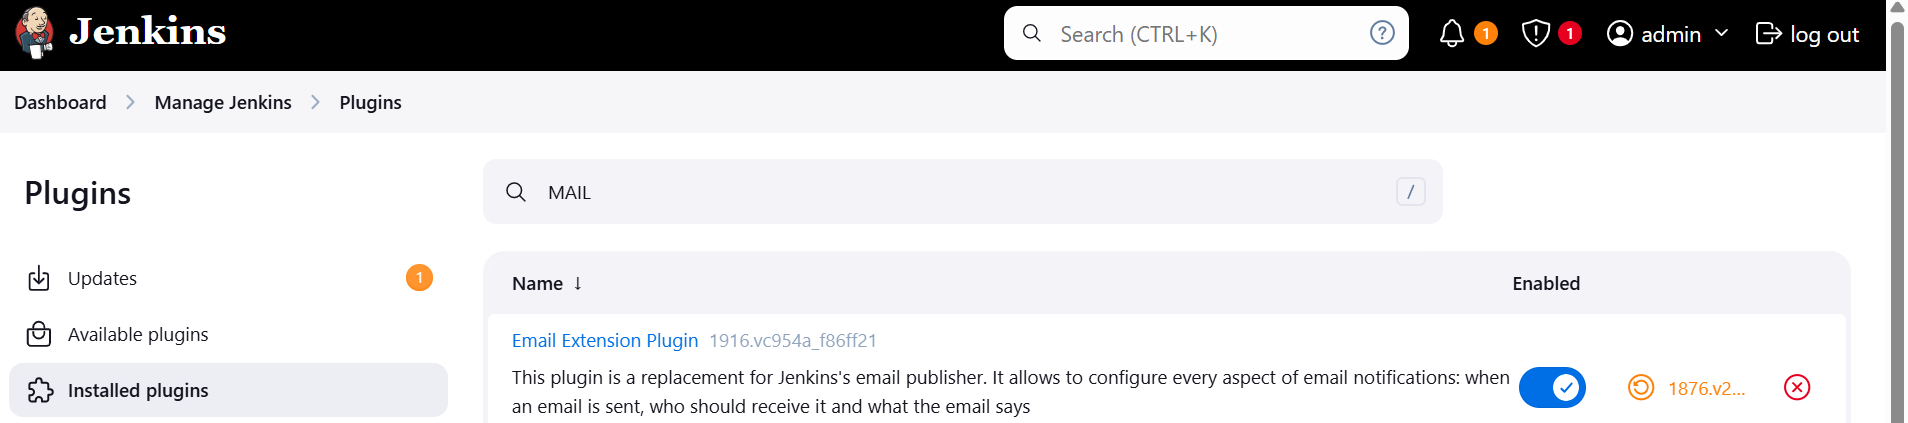 Jenkins
Search (CTRL+K)
?
1
1
admin
log out
Dashboard
Manage Jenkins
Plugins
Plugins
MAIL
/
Updates
1
Available plugins
Installed plugins
Name ↓
Enabled
Email Extension Plugin 1916.vc954a_f86ff21
This plugin is a replacement for Jenkins's email publisher. It allows to configure every aspect of email notifications: when
an email is sent, who should receive it and what the email says
1876.v2...